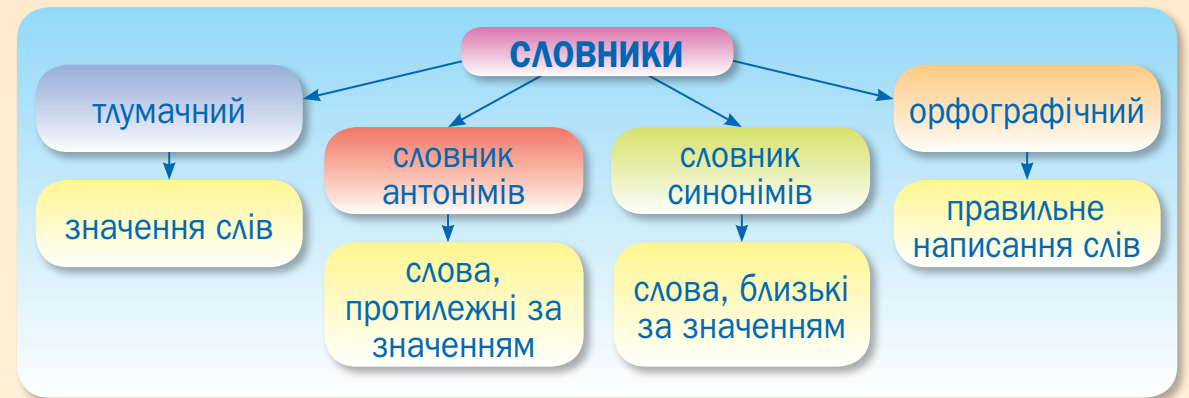 СЛОВНИКИ
тлумачний
значення слів
словник
антонімів
слова,
протилежні за
значенням
словник
синонімів
слова, близькі
за значенням
орфографічний
правильне
написання слів